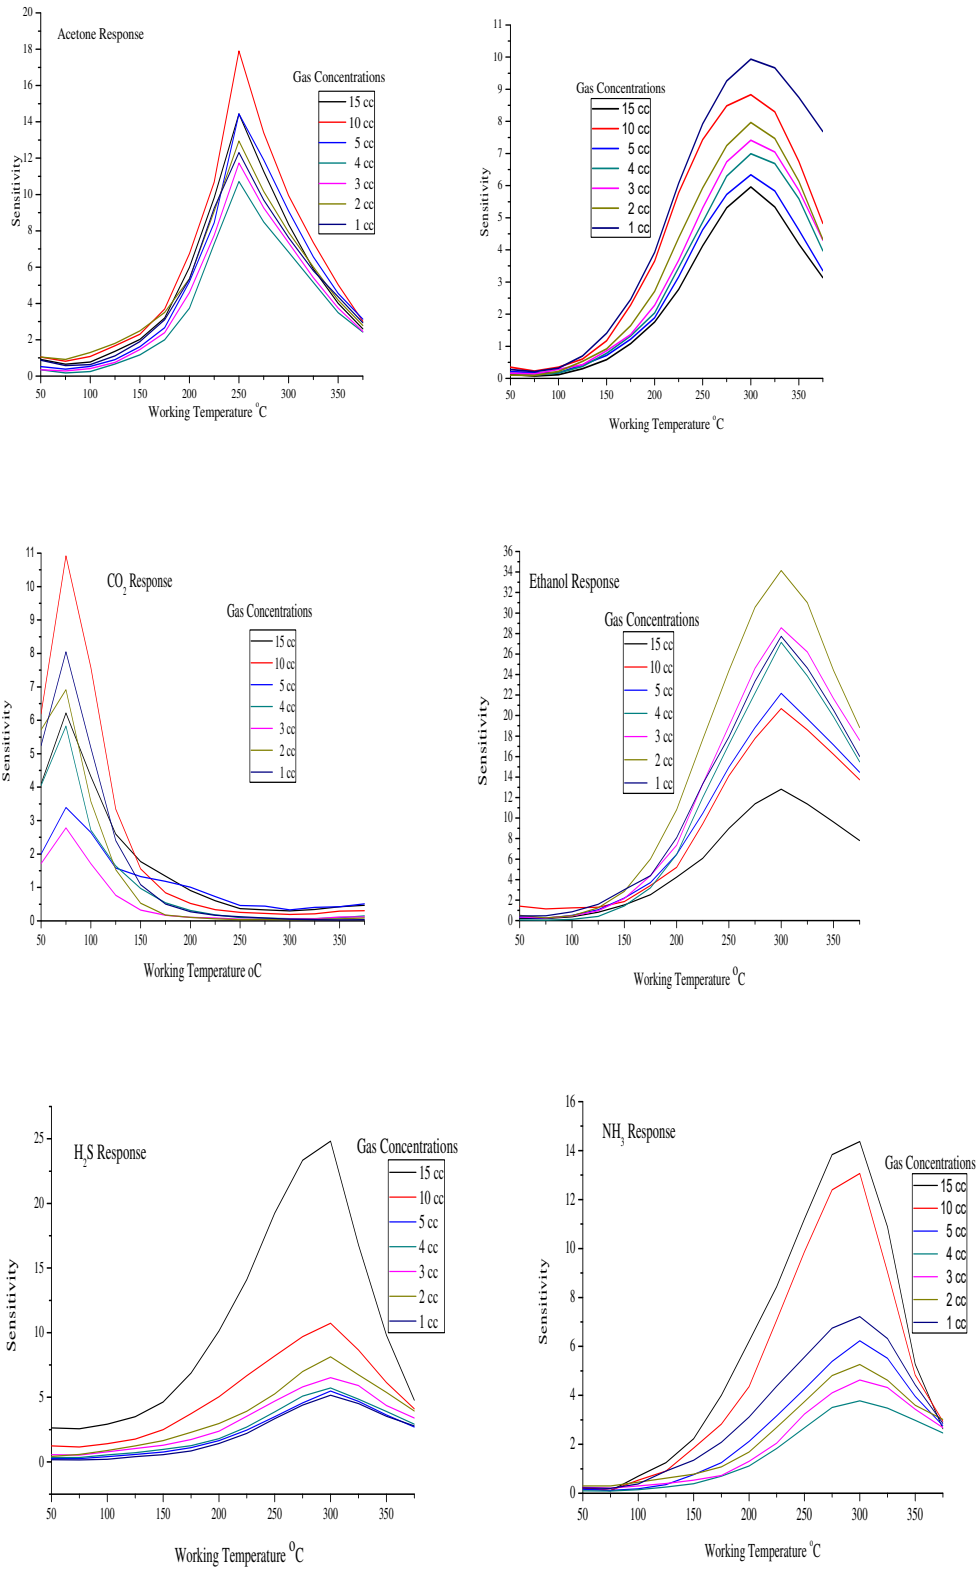 Acetone Response
Gas Concentrations
15 cc
10 cc
5 cc
4 cc
3 cc
2 cc
1 cc
Sensitivity
20
18
16
14
12
10
8
6
4
2
0
50 100 150 200 250 300 350
Working Temperature °C
Gas Concentrations
15 cc
10 cc
5 cc
4 cc
3 cc
2 cc
1 cc
Sensitivity
11
10
9
8
7
6
5
4
3
2
1
0
50 100 150 200 250 300 350
Working Temperature °C
CO2 Response
Gas Concentrations
15 cc
10 cc
5 cc
4 cc
3 cc
2 cc
1 cc
Sensitivity
11
10
9
8
7
6
5
4
3
2
1
0
50 100 150 200 250 300 350
Working Temperature oC
Ethanol Response
Gas Concentrations
15 cc
10 cc
5 cc
4 cc
3 cc
2 cc
1 cc
Sensitivity
36
34
32
30
28
26
24
22
20
18
16
14
12
10
8
6
4
2
0
50 100 150 200 250 300 350
Working Temperature °C
H2S Response
Gas Concentrations
15 cc
10 cc
5 cc
4 cc
3 cc
2 cc
1 cc
Sensitivity
25
20
15
10
5
0
50 100 150 200 250 300 350
Working Temperature °C
NH3 Response
Gas Concentrations
15 cc
10 cc
5 cc
4 cc
3 cc
2 cc
1 cc
Sensitivity
16
14
12
10
8
6
4
2
0
50 100 150 200 250 300 350
Working Temperature °C